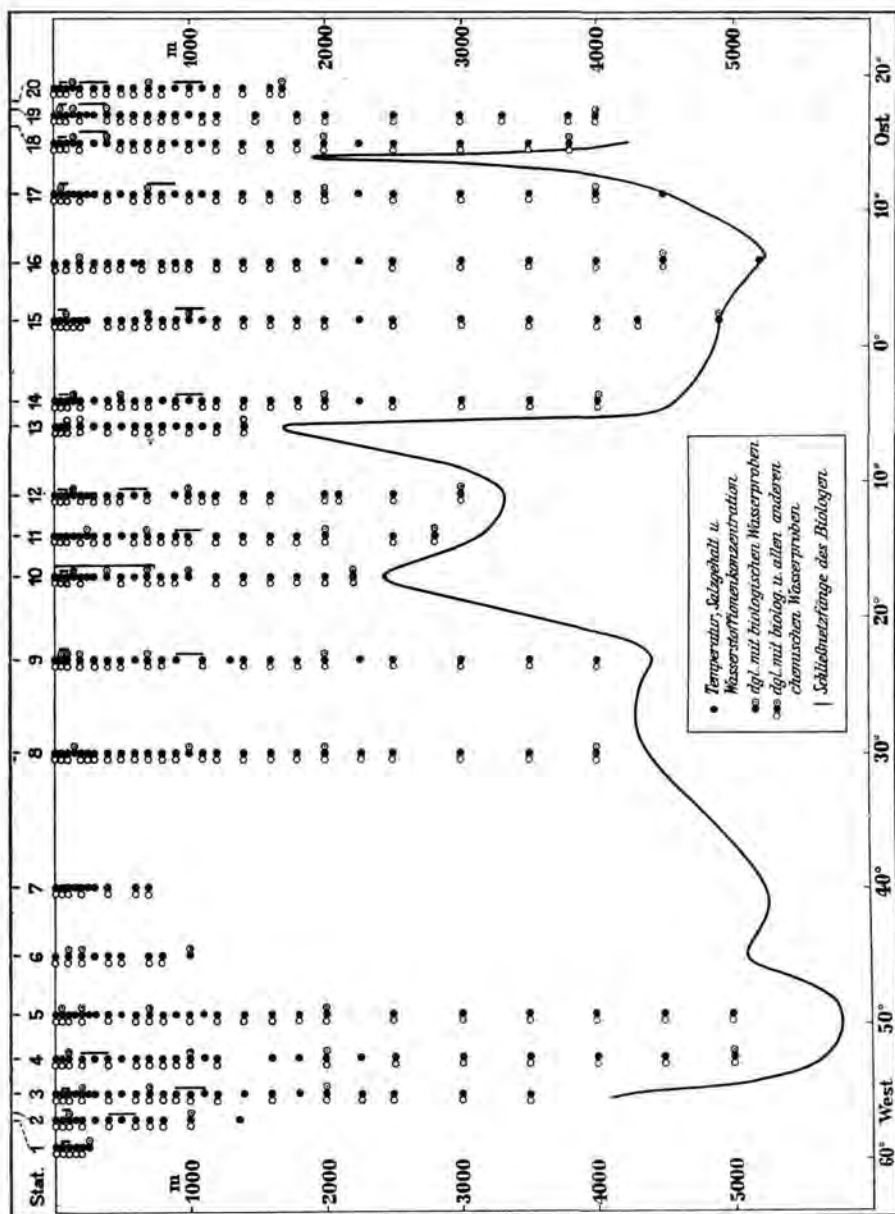 Stat. 1 2 3 4 5 6 7 8 9 10 11 12 13 14 15 16 17 18 19 20
m m
1000 1000
2000 2000
3000 3000
4000 4000
5000 5000
60° West. 50° 40° 30° 20° 10° 0° 10° Ost. 20°
Temperatur, Salzgehalt u.
Wasserstoffionenkonzentration
dgl. mit biologischen Wasserproben
dgl. mit biolog. u. allen anderen
chemischen Wasserproben
Schließnetzfänge des Biologen.